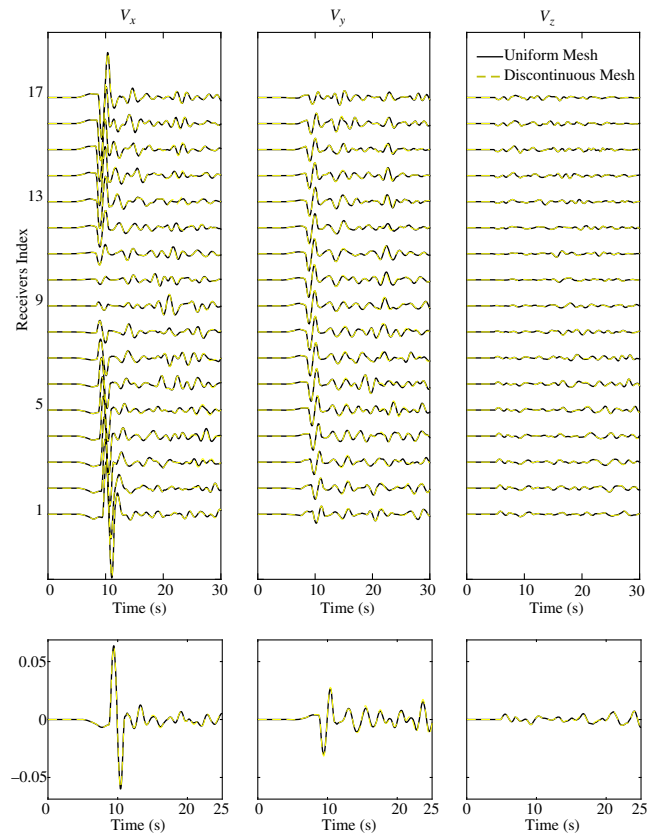 V_x V_y V_z
Uniform Mesh
Discontinuous Mesh
17
13
9
5
1
Receivers Index
0 10 20 30 0 10 20 30 0 10 20 30
Time (s) Time (s) Time (s)
0.05
0
−0.05
0 10 20 25 0 10 20 25 0 10 20 25
Time (s) Time (s) Time (s)